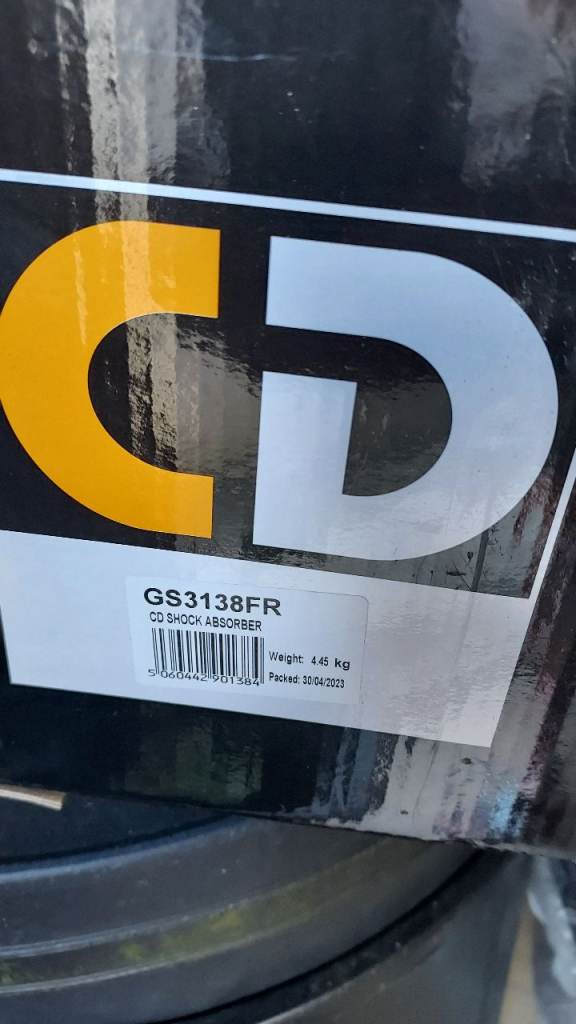 CD
GS3138FR
CD SHOCK ABSORBER
Weight: 4.45 kg
5 060442 901384
Packed: 30/04/2023